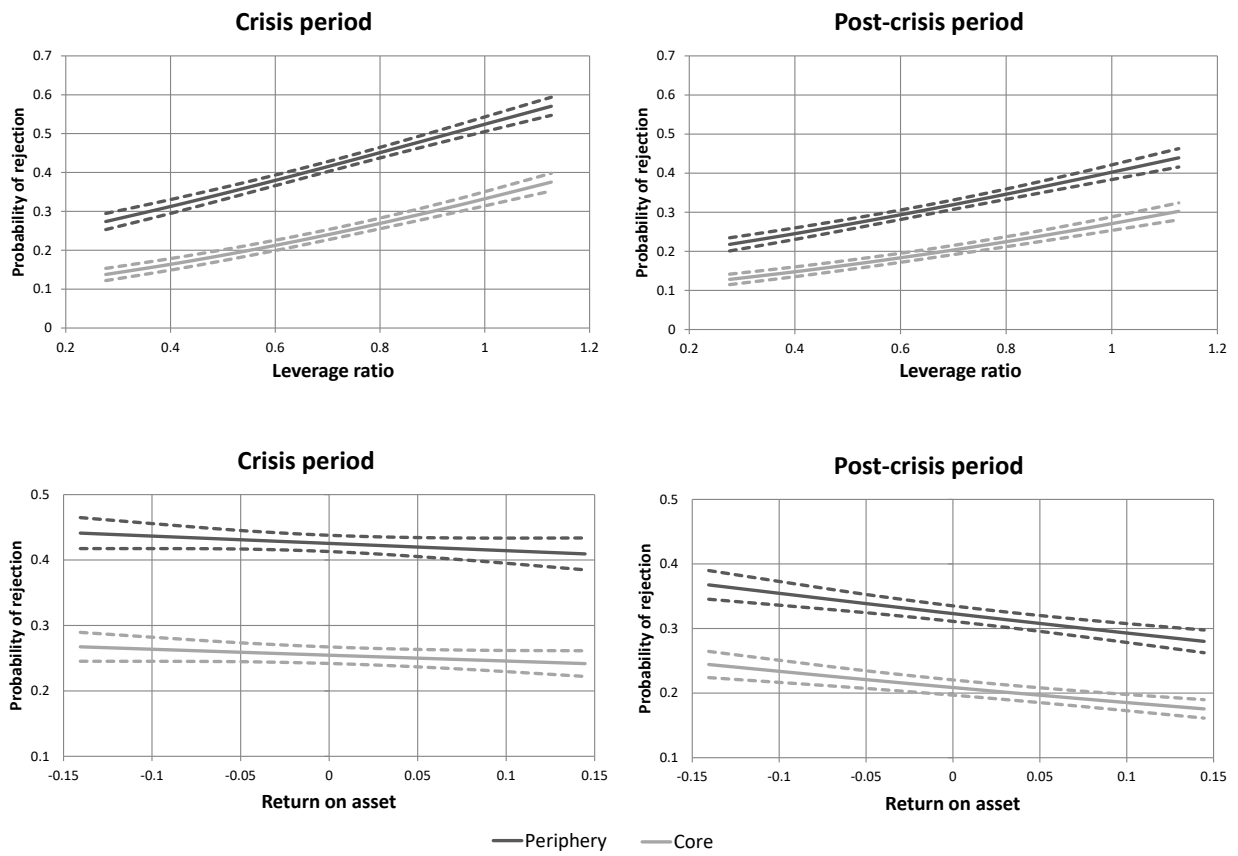 Crisis period
Probability of rejection
0.7
0.6
0.5
0.4
0.3
0.2
0.1
0
0.2 0.4 0.6 0.8 1 1.2
Leverage ratio
Post-crisis period
Probability of rejection
0.7
0.6
0.5
0.4
0.3
0.2
0.1
0
0.2 0.4 0.6 0.8 1 1.2
Leverage ratio
Crisis period
Probability of rejection
0.5
0.4
0.3
0.2
0.1
-0.15 -0.1 -0.05 0 0.05 0.1 0.15
Return on asset
Post-crisis period
Probability of rejection
0.5
0.4
0.3
0.2
0.1
-0.15 -0.1 -0.05 0 0.05 0.1 0.15
Return on asset
Periphery Core